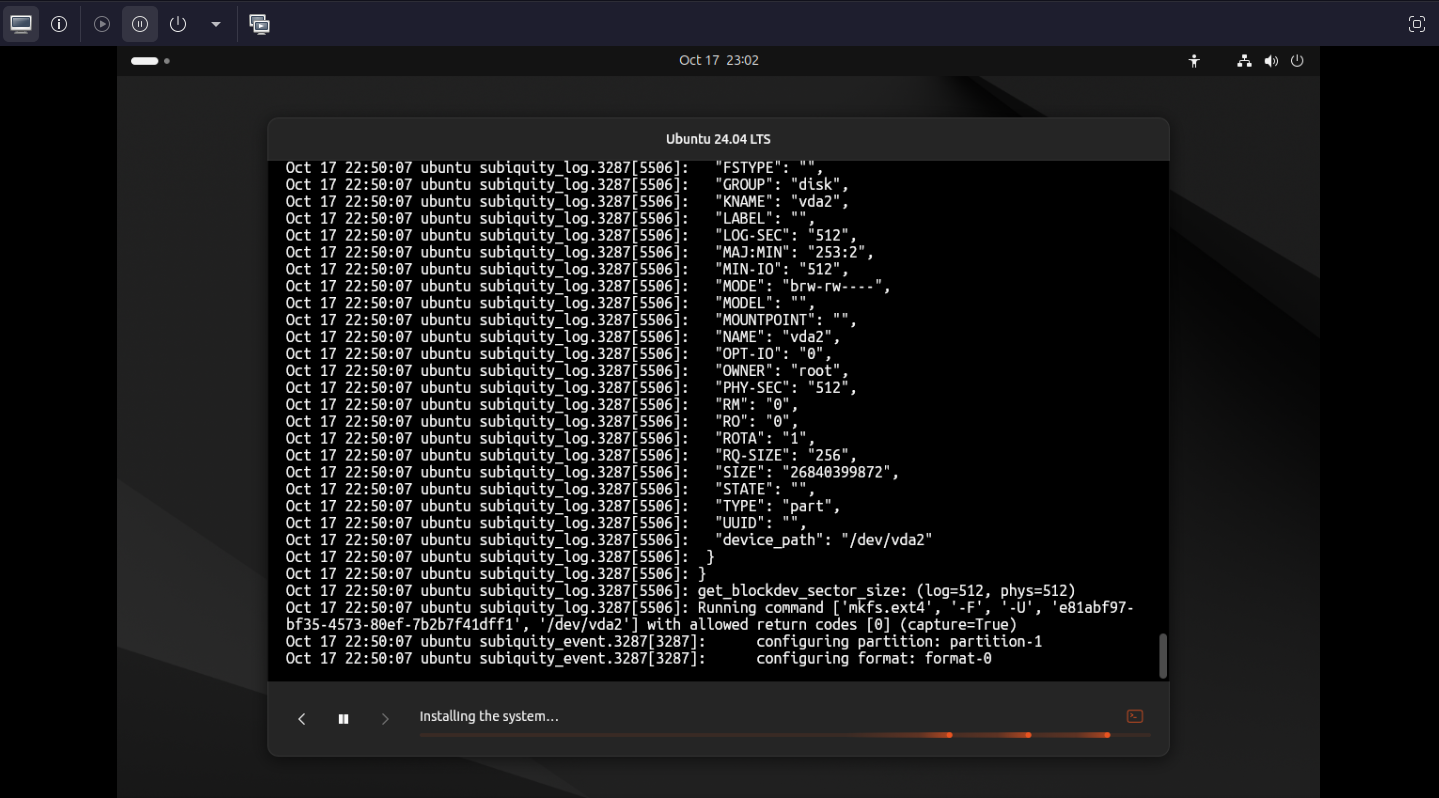 Oct 17 23:02
Ubuntu 24.04 LTS
Oct 17 22:50:07 ubuntu subiquity_log.3287[5506]:   "FSTYPE": "",
Oct 17 22:50:07 ubuntu subiquity_log.3287[5506]:   "GROUP": "disk",
Oct 17 22:50:07 ubuntu subiquity_log.3287[5506]:   "KNAME": "vda2",
Oct 17 22:50:07 ubuntu subiquity_log.3287[5506]:   "LABEL": "",
Oct 17 22:50:07 ubuntu subiquity_log.3287[5506]:   "LOG-SEC": "512",
Oct 17 22:50:07 ubuntu subiquity_log.3287[5506]:   "MAJ:MIN": "253:2",
Oct 17 22:50:07 ubuntu subiquity_log.3287[5506]:   "MIN-IO": "512",
Oct 17 22:50:07 ubuntu subiquity_log.3287[5506]:   "MODE": "brw-rw----",
Oct 17 22:50:07 ubuntu subiquity_log.3287[5506]:   "MODEL": "",
Oct 17 22:50:07 ubuntu subiquity_log.3287[5506]:   "MOUNTPOINT": "",
Oct 17 22:50:07 ubuntu subiquity_log.3287[5506]:   "NAME": "vda2",
Oct 17 22:50:07 ubuntu subiquity_log.3287[5506]:   "OPT-IO": "0",
Oct 17 22:50:07 ubuntu subiquity_log.3287[5506]:   "OWNER": "root",
Oct 17 22:50:07 ubuntu subiquity_log.3287[5506]:   "PHY-SEC": "512",
Oct 17 22:50:07 ubuntu subiquity_log.3287[5506]:   "RM": "0",
Oct 17 22:50:07 ubuntu subiquity_log.3287[5506]:   "RO": "0",
Oct 17 22:50:07 ubuntu subiquity_log.3287[5506]:   "ROTA": "1",
Oct 17 22:50:07 ubuntu subiquity_log.3287[5506]:   "RQ-SIZE": "256",
Oct 17 22:50:07 ubuntu subiquity_log.3287[5506]:   "SIZE": "26840399872",
Oct 17 22:50:07 ubuntu subiquity_log.3287[5506]:   "STATE": "",
Oct 17 22:50:07 ubuntu subiquity_log.3287[5506]:   "TYPE": "part",
Oct 17 22:50:07 ubuntu subiquity_log.3287[5506]:   "UUID": "",
Oct 17 22:50:07 ubuntu subiquity_log.3287[5506]:   "device_path": "/dev/vda2"
Oct 17 22:50:07 ubuntu subiquity_log.3287[5506]:  }
Oct 17 22:50:07 ubuntu subiquity_log.3287[5506]: }
Oct 17 22:50:07 ubuntu subiquity_log.3287[5506]: get_blockdev_sector_size: (log=512, phys=512)
Oct 17 22:50:07 ubuntu subiquity_log.3287[5506]: Running command ['mkfs.ext4', '-F', '-U', 'e81abf97-
bf35-4573-80ef-7b2b7f41dff1', '/dev/vda2'] with allowed return codes [0] (capture=True)
Oct 17 22:50:07 ubuntu subiquity_event.3287[3287]:      configuring partition: partition-1
Oct 17 22:50:07 ubuntu subiquity_event.3287[3287]:      configuring format: format-0
Installing the system…